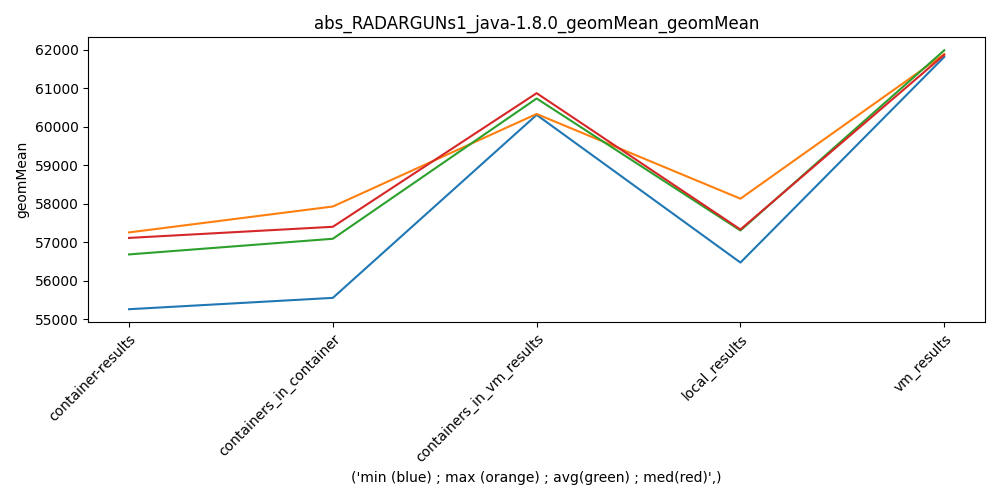 abs_RADARGUNs1_java-1.8.0_geomMean_geomMean
62000
61000
60000
59000
58000
57000
56000
55000
geomMean
container-results
containers_in_container
containers_in_vm_results
local_results
vm_results
('min (blue) ; max (orange) ; avg(green) ; med(red)',)